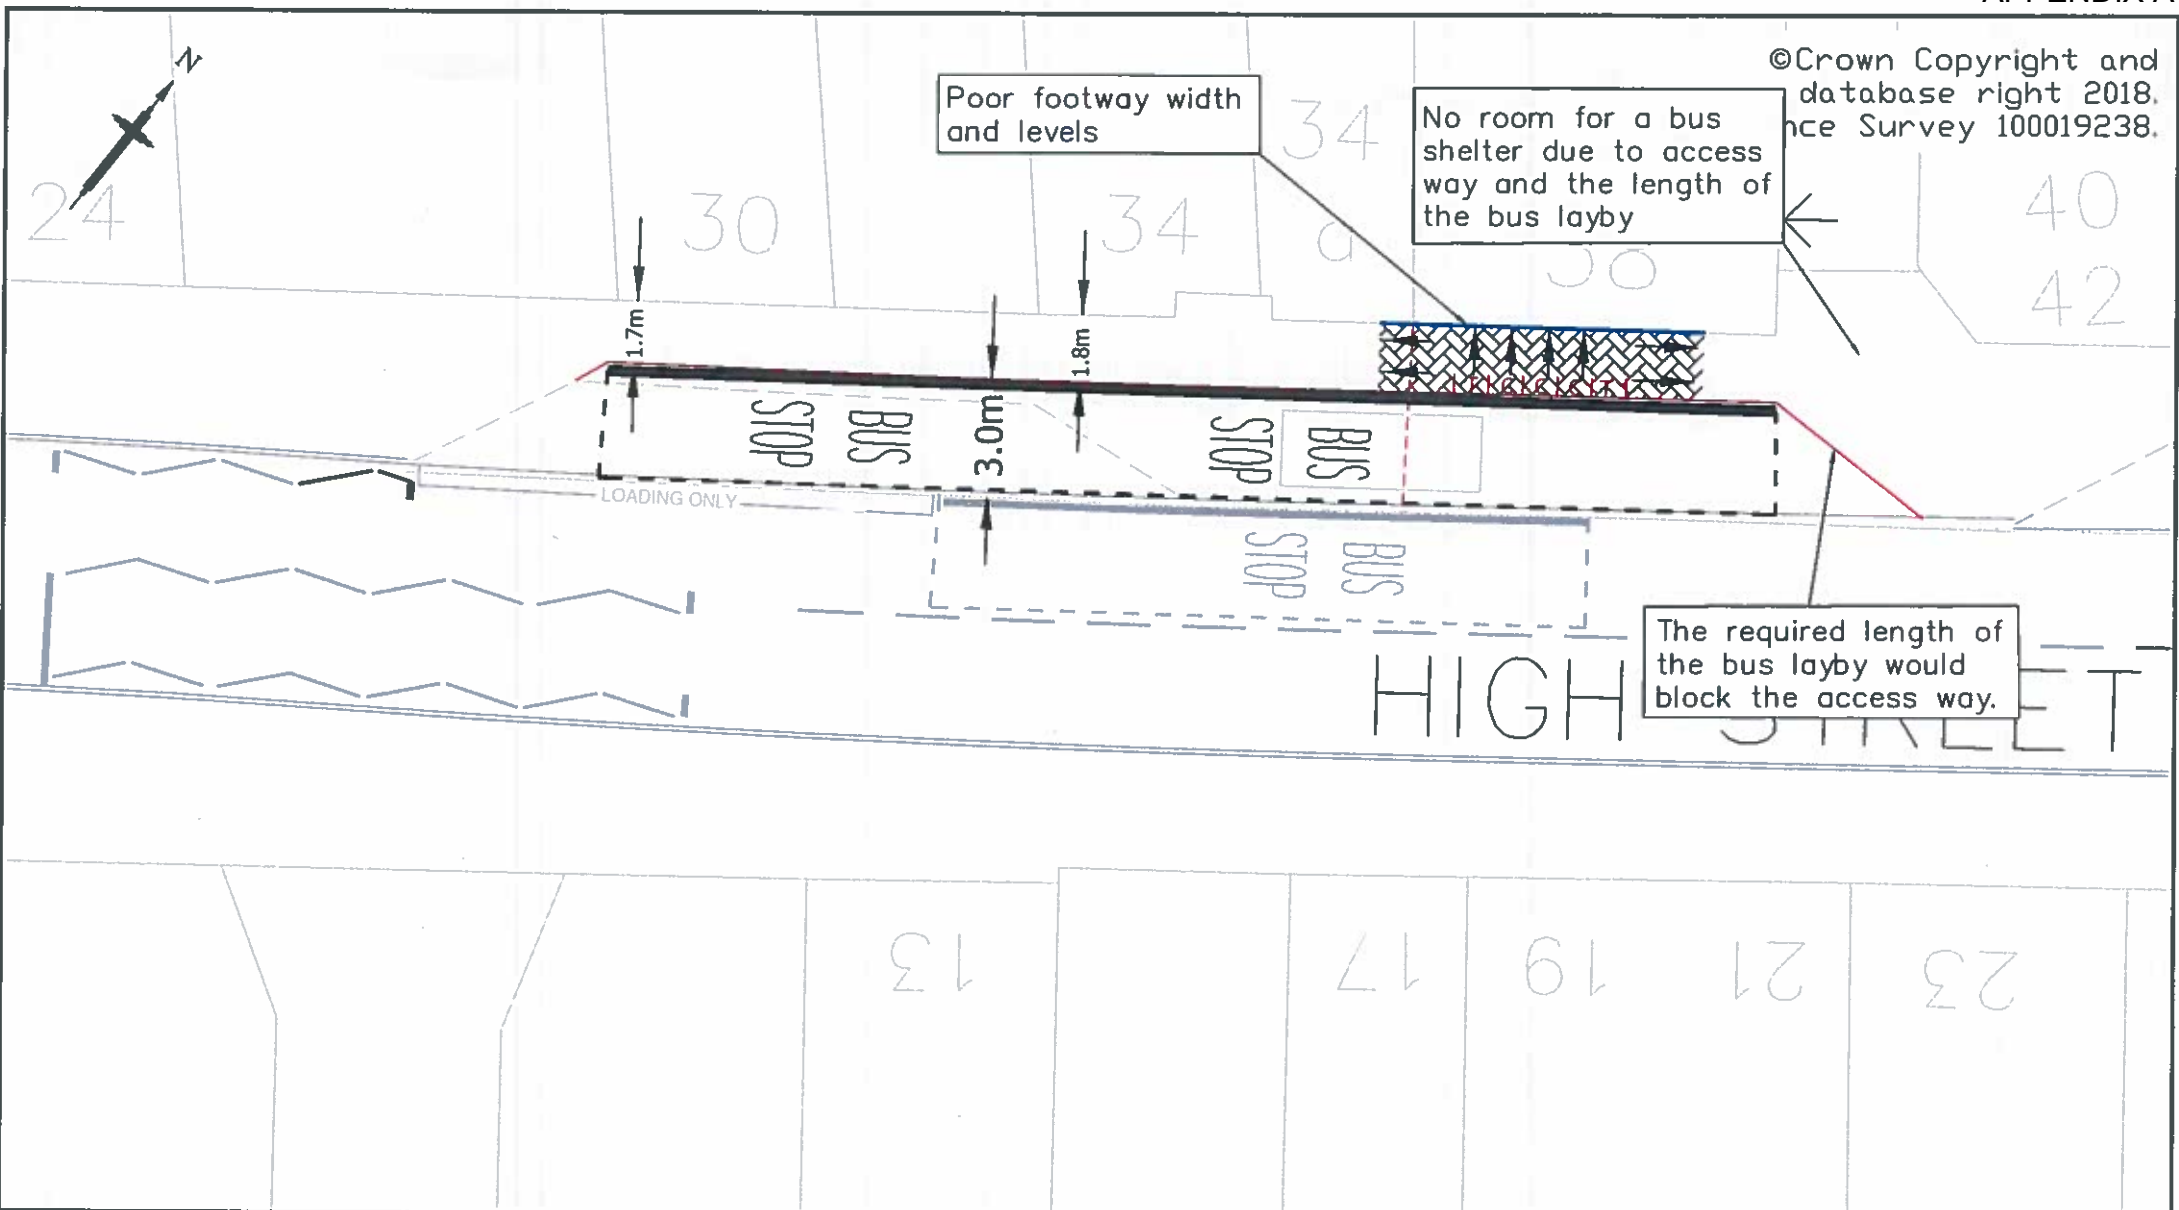 ©Crown Copyright and
database right 2018.
nce Survey 100019238.
N
Poor footway width
and levels
No room for a bus
shelter due to access
way and the length of
the bus layby
24
30
34
34
a
38
40
42
1.7m
1.8m
3.0m
BUS
STOP
BUS
STOP
LOADING ONLY
BUS
STOP
The required length of
the bus layby would
block the access way.
HIGH STREET
13
17
19
21
23